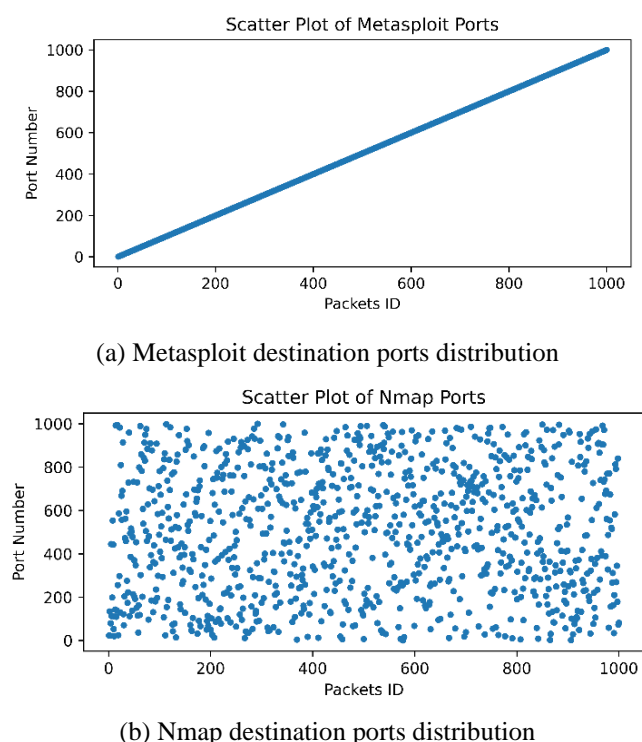 Scatter Plot of Metasploit Ports
1000
800
600
400
200
0
Port Number
0 200 400 600 800 1000
Packets ID
(a) Metasploit destination ports distribution
Scatter Plot of Nmap Ports
1000
800
600
400
200
0
Port Number
0 200 400 600 800 1000
Packets ID
(b) Nmap destination ports distribution